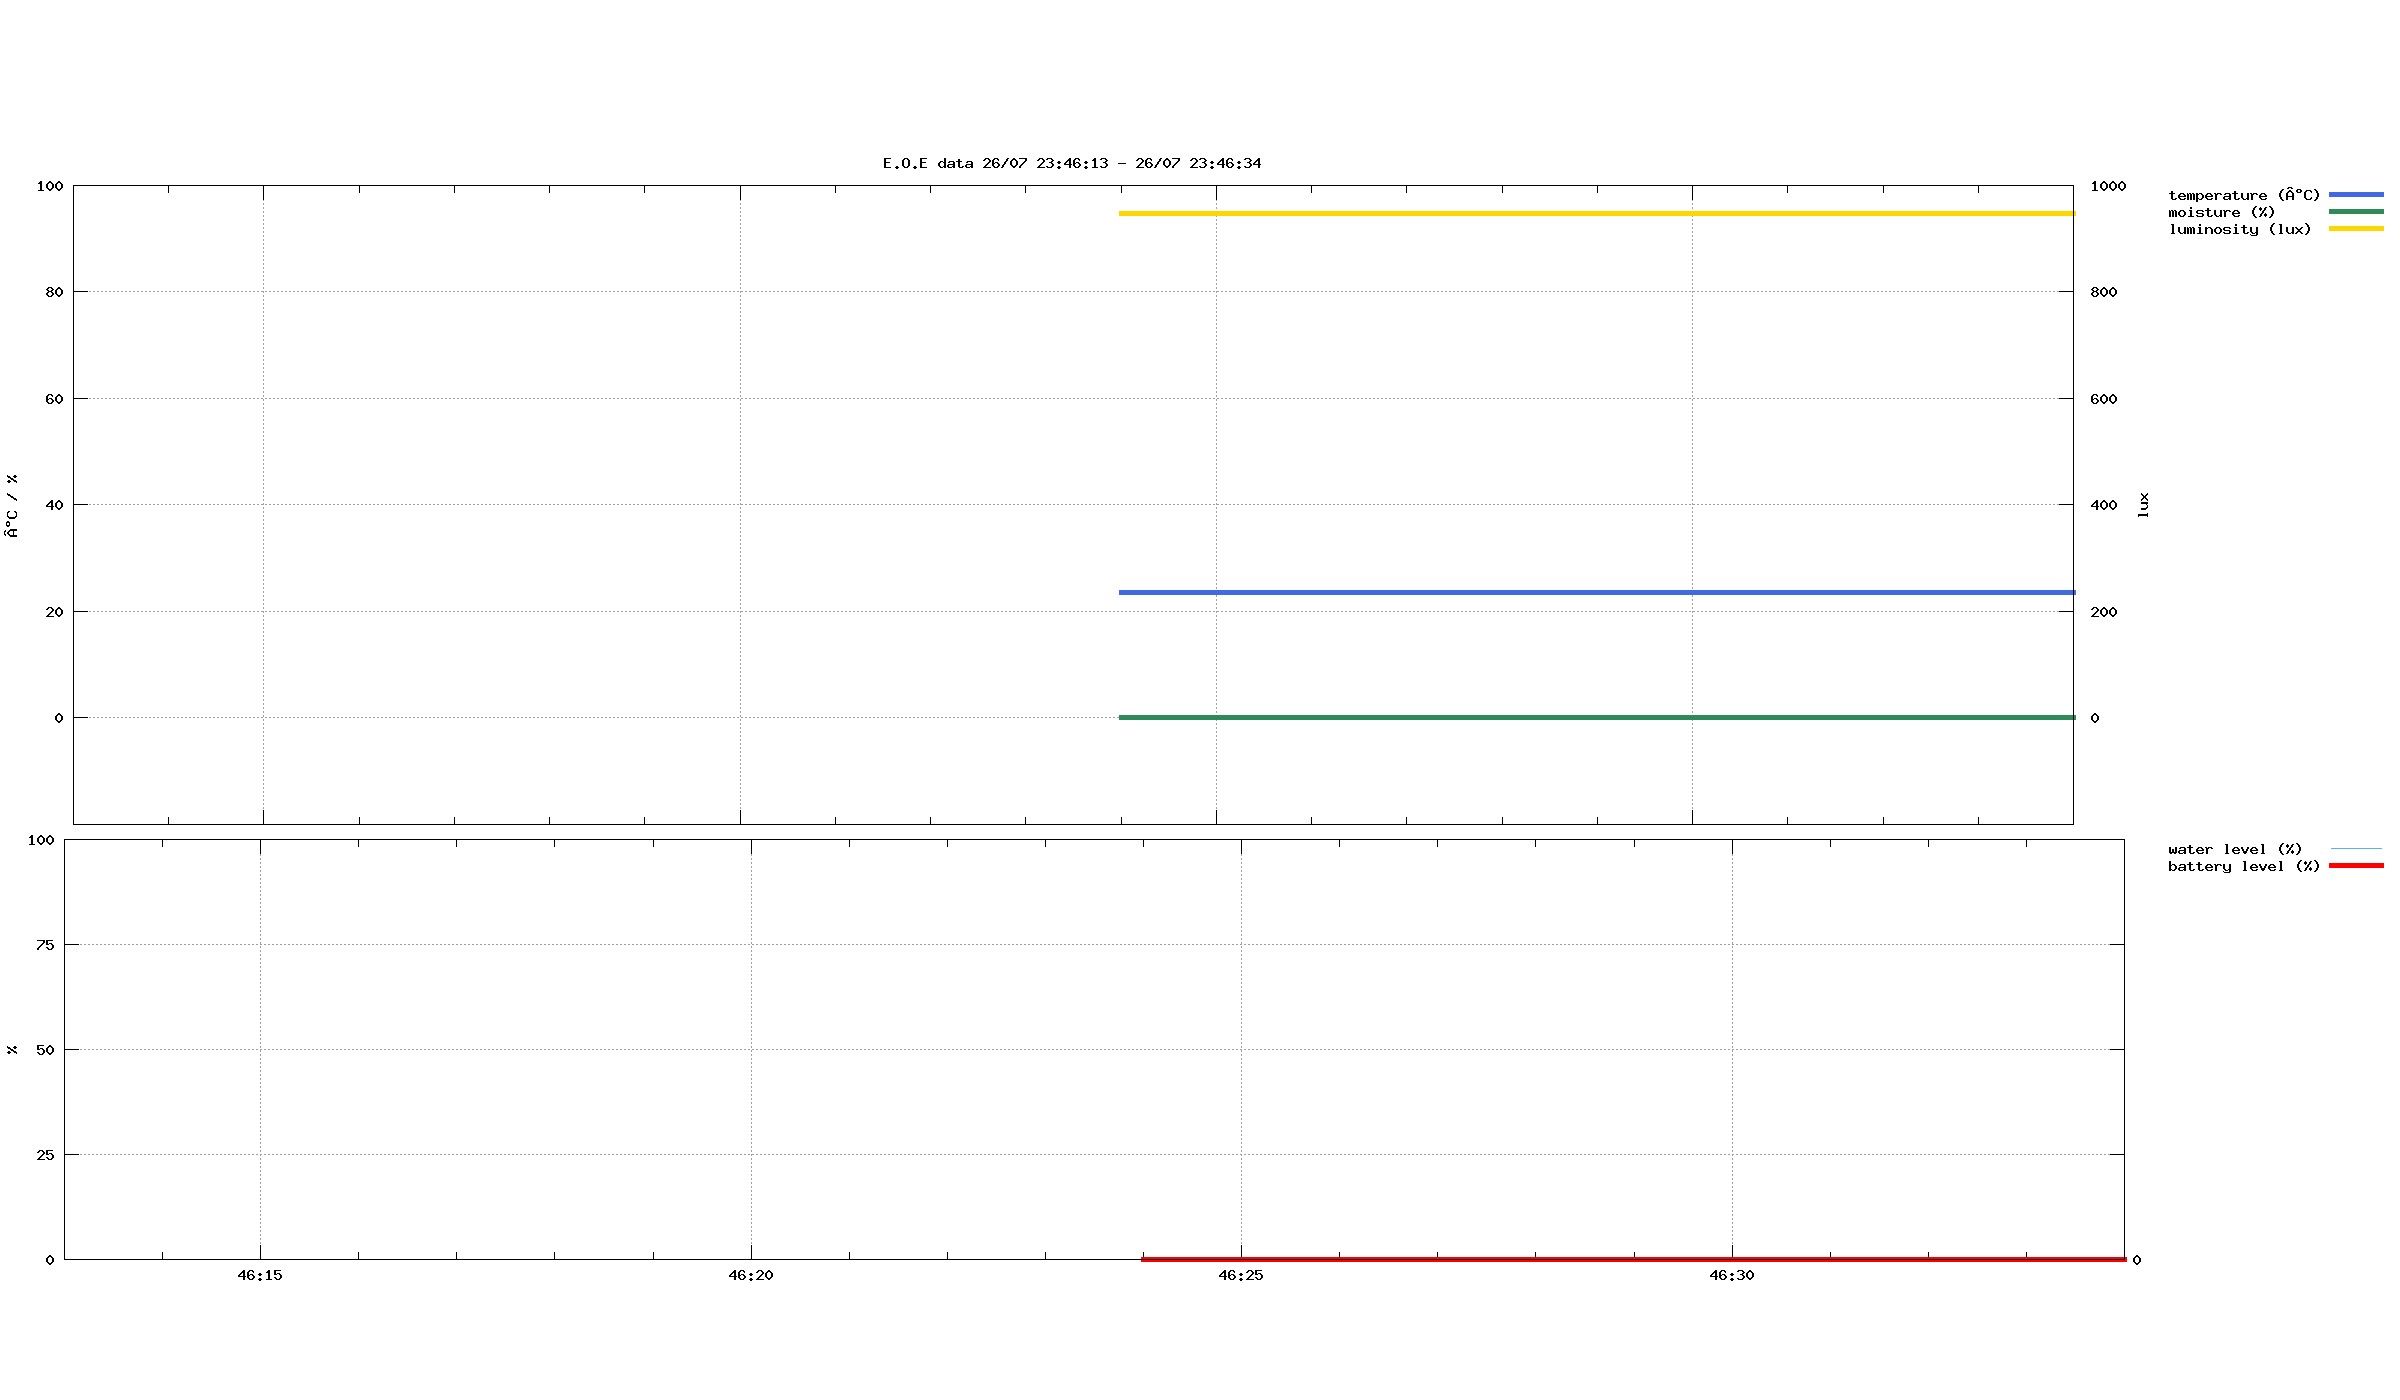 E.O.E data 26/07 23:46:13 - 26/07 23:46:34
100
80
60
40
20
0
Â°C / %
1000
800
600
400
200
0
lux
temperature (Â°C)
moisture (%)
luminosity (lux)
100
75
50
25
0
%
0
water level (%)
battery level (%)
46:15 46:20 46:25 46:30